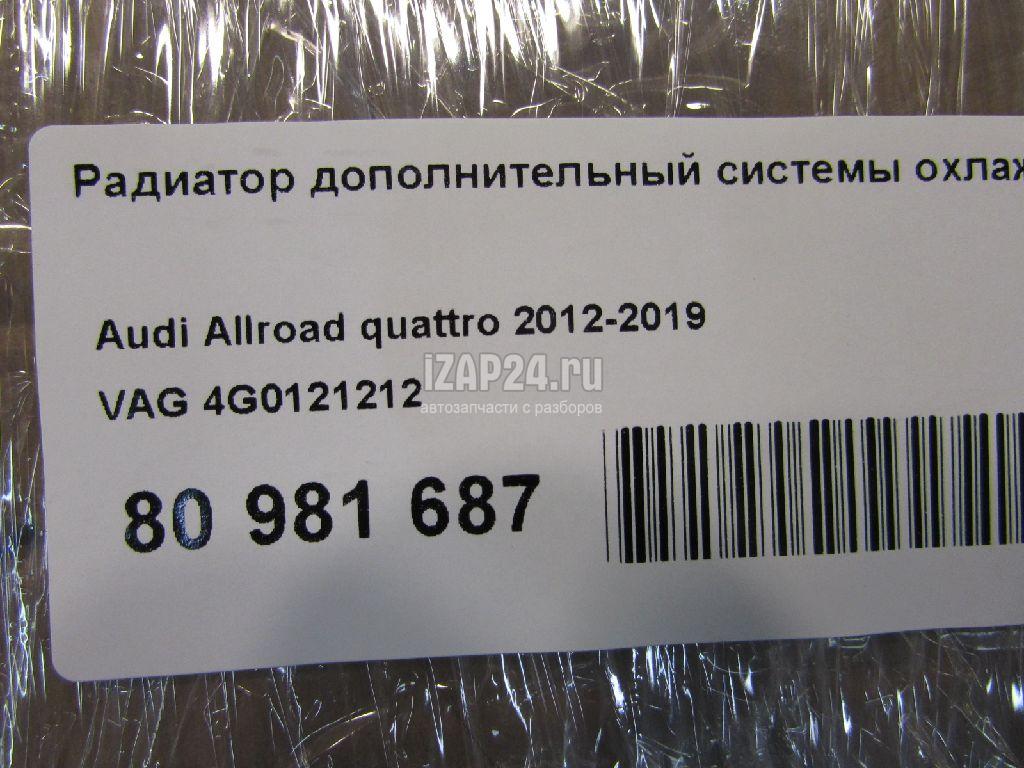 Радиатор дополнительный системы
Audi Allroad quattro 2012-2019
iZAP24.ru
VAG 4G0121212
автозапчасти с разборов
80 981 687